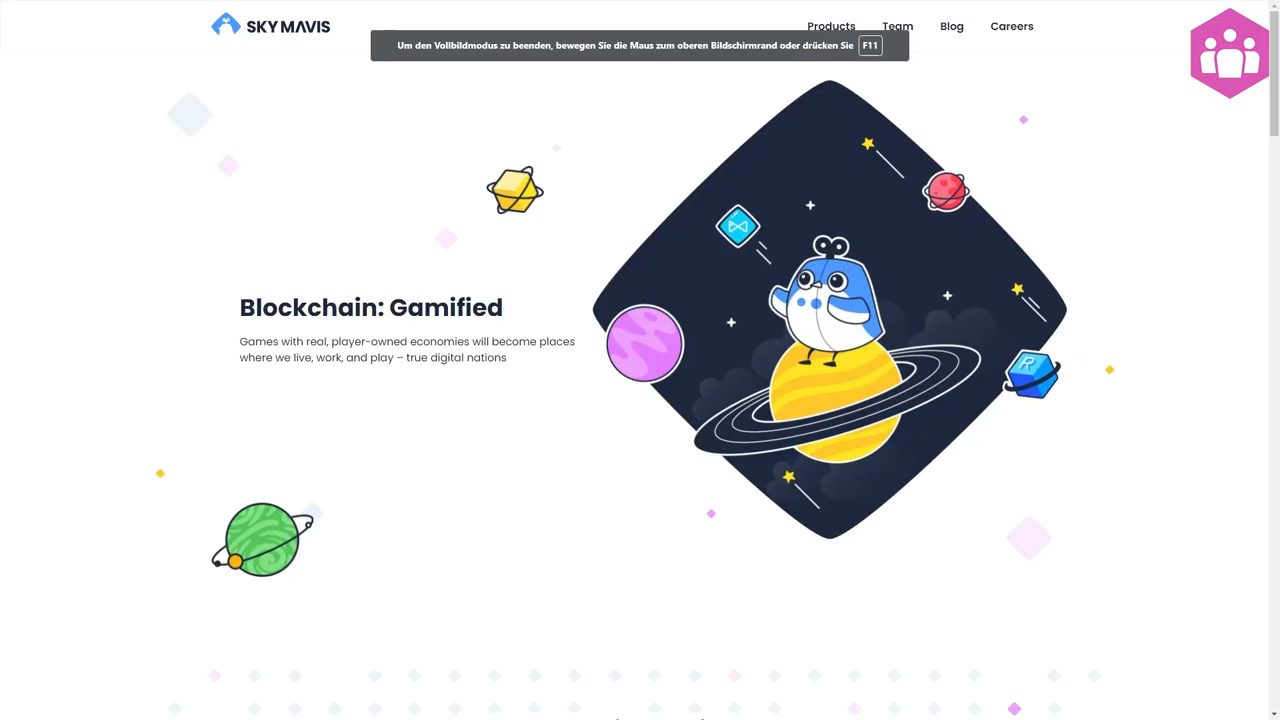 SKY MAVIS
Products Team Blog Careers
Um den Vollbildmodus zu beenden, bewegen Sie die Maus zum oberen Bildschirmrand oder drücken Sie F11
Blockchain: Gamified
Games with real, player-owned economies will become places
where we live, work, and play – true digital nations
R